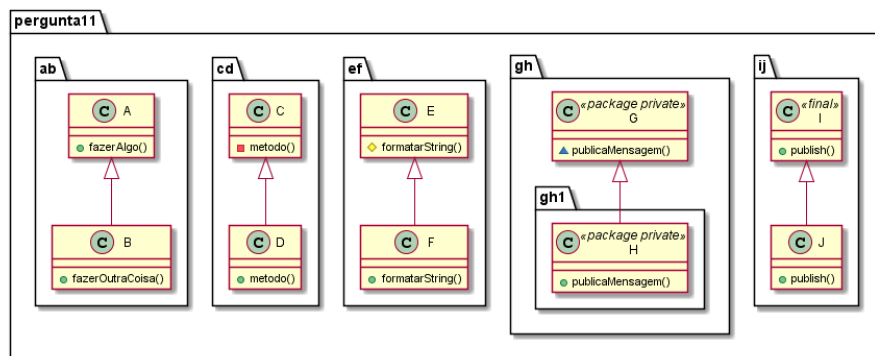 pergunta11
ab
C A
fazerAlgo()
C B
fazerOutraCoisa()
cd
C C
metodo()
C D
metodo()
ef
C E
formatarString()
C F
formatarString()
gh
C «package private»
G
publicaMensagem()
gh1
C «package private»
H
publicaMensagem()
ij
C «final»
I
publish()
C J
publish()